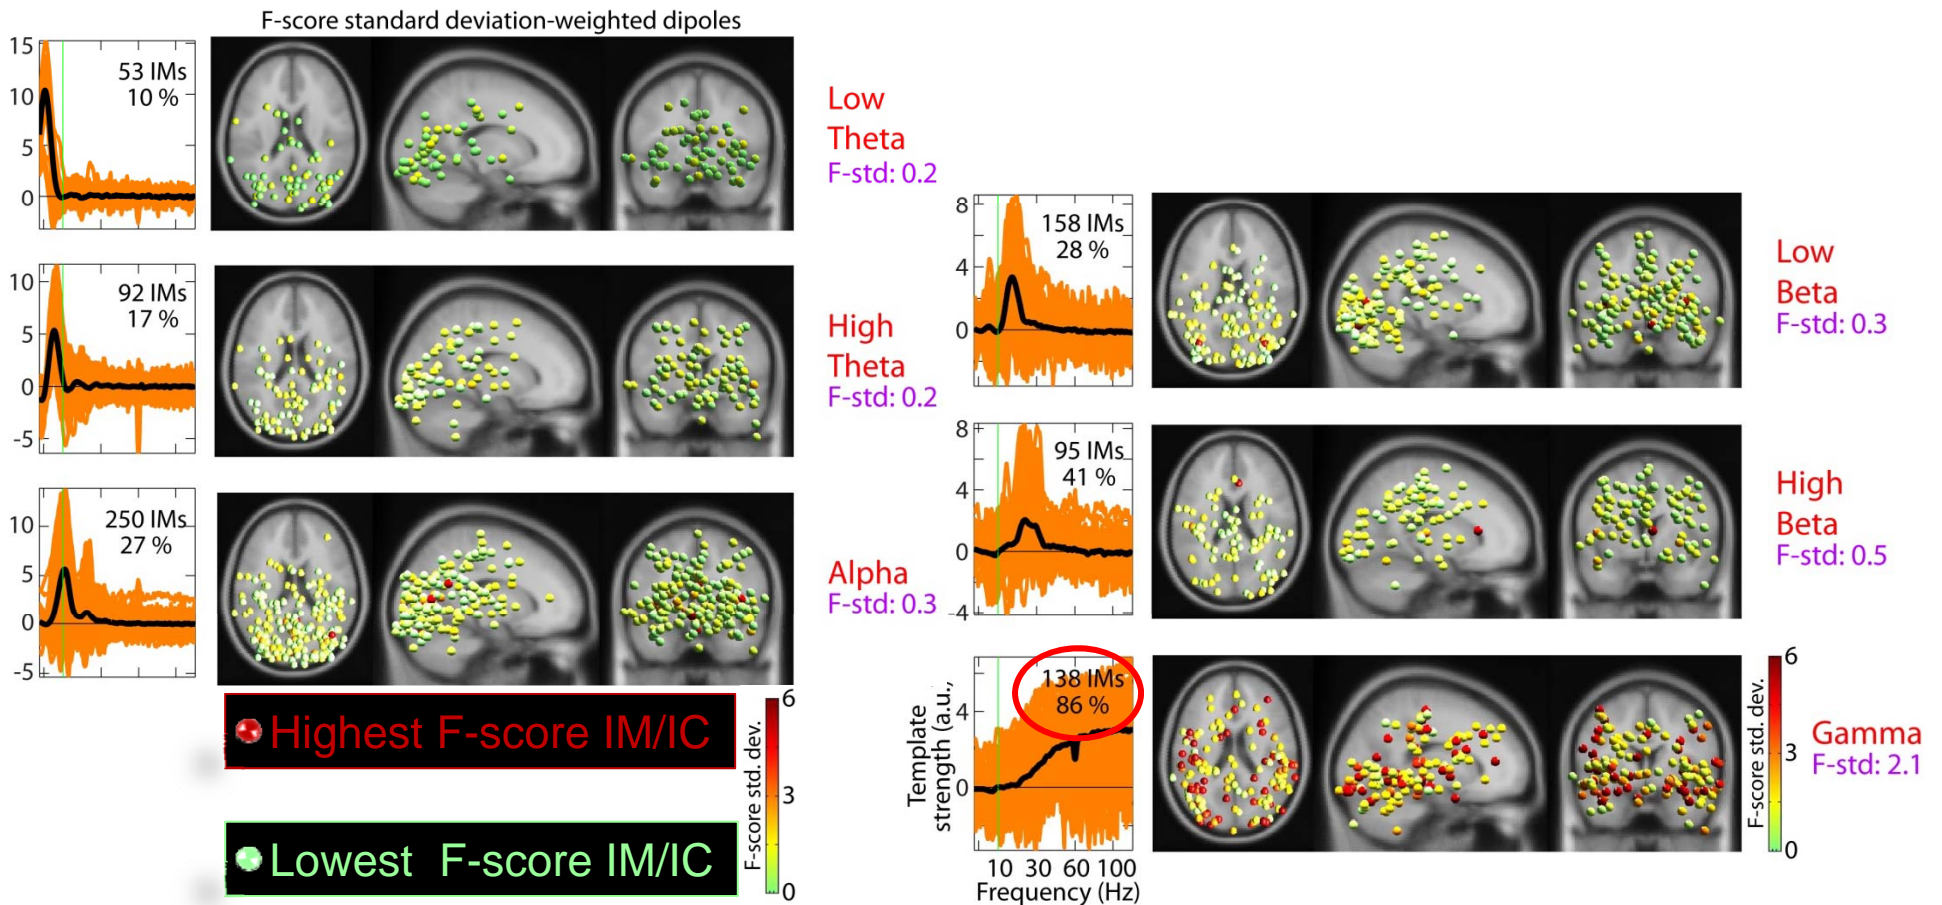 F-score standard deviation-weighted dipoles
15
10
5
0
53 IMs
10 %
Low
Theta
F-std: 0.2
10
5
0
-5
92 IMs
17 %
High
Theta
F-std: 0.2
10
5
0
-5
250 IMs
27 %
Alpha
F-std: 0.3
Highest F-score IM/IC
Lowest F-score IM/IC
F-score std. dev.
6
3
0
8
4
0
158 IMs
28 %
Low
Beta
F-std: 0.3
8
4
0
-4
95 IMs
41 %
High
Beta
F-std: 0.5
4
0
138 IMs
86 %
Template
strength (a.u.,
10 30 60 100
Frequency (Hz)
F-score std. dev.
6
3
0
Gamma
F-std: 2.1